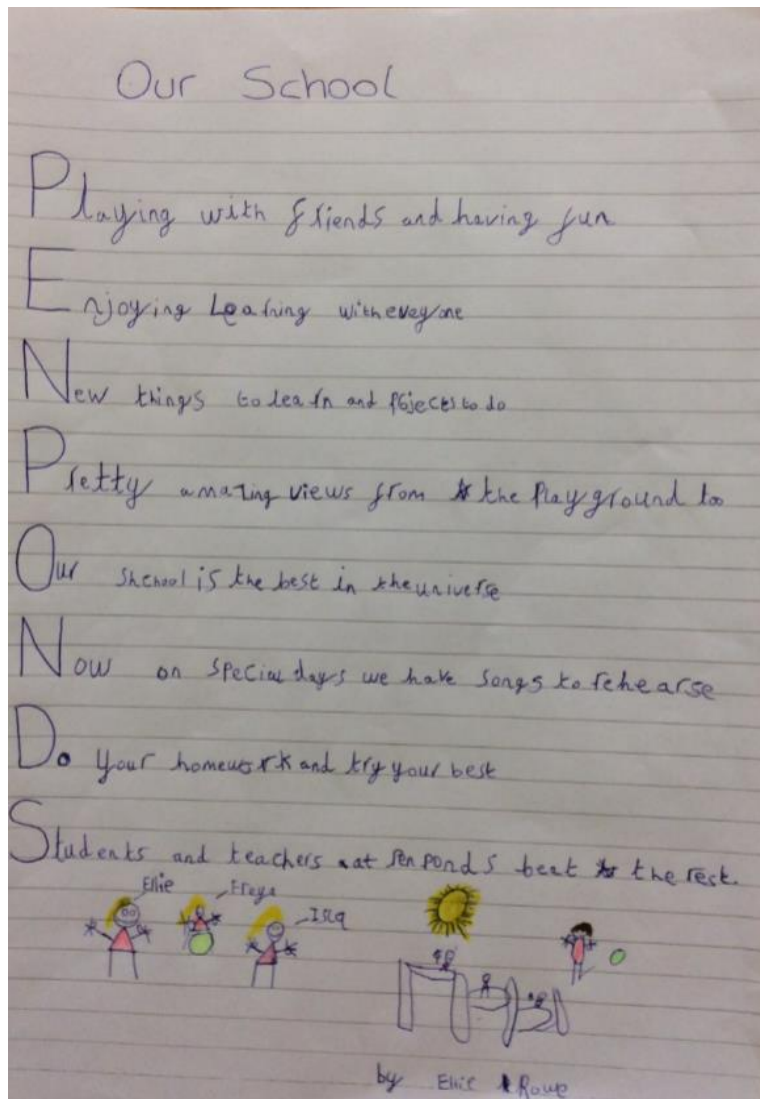 Our School
Playing with friends and having fun
Enjoying Learning with eveyone
New things to learn and projects to do
Pretty amazing views from the Playground too
Our shchool is the best in the universe
Now on special days we have songs to rehearse
Do your homework and try your best
Students and teachers at Penponds beat the rest.
Ellie Freya Isla
by Ellie Rowe